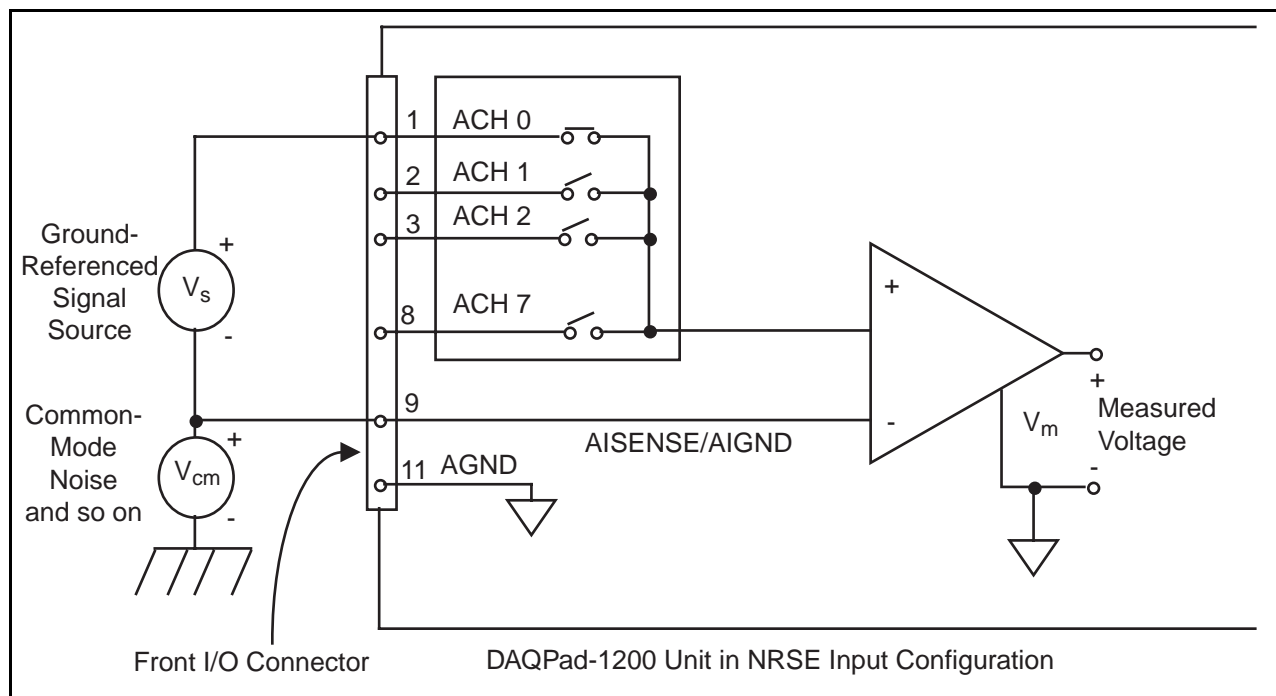 1 ACH 0
2 ACH 1
3 ACH 2
8 ACH 7
9
AISENSE/AIGND
11 AGND
Ground-
Referenced
Signal
Source
+
Vs
-
Common-
Mode
Noise
and so on
+
Vcm
-
+
-
+
Vm
-
Measured
Voltage
Front I/O Connector
DAQPad-1200 Unit in NRSE Input Configuration